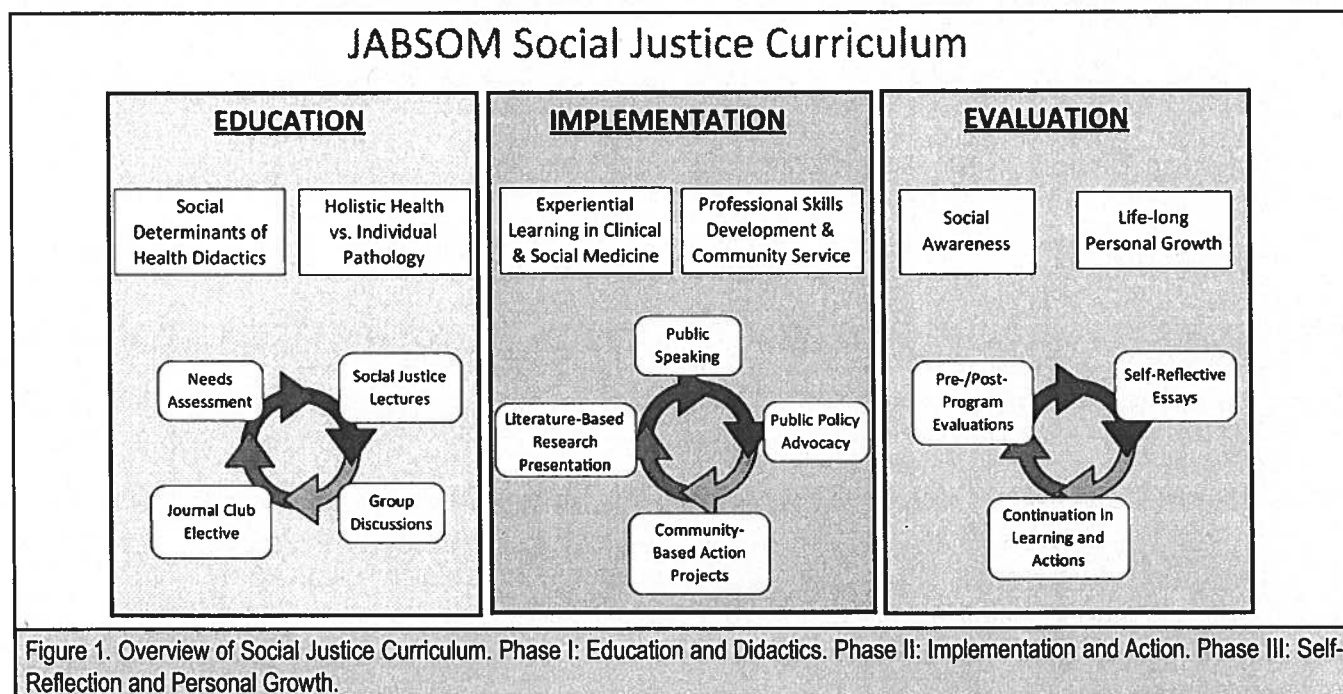 JABSOM Social Justice Curriculum
EDUCATION
Social
Determinants of
Health Didactics
Holistic Health
vs. Individual
Pathology
Needs
Assessment
Social Justice
Lectures
Journal Club
Elective
Group
Discussions
IMPLEMENTATION
Experiential
Learning in Clinical
& Social Medicine
Professional Skills
Development &
Community Service
Public
Speaking
Literature-Based
Research
Presentation
Public Policy
Advocacy
Community-
Based Action
Projects
EVALUATION
Social
Awareness
Life-long
Personal Growth
Pre-/Post-
Program
Evaluations
Self-Reflective
Essays
Continuation in
Learning and
Actions
Figure 1. Overview of Social Justice Curriculum. Phase I: Education and Didactics. Phase II: Implementation and Action. Phase III: Self-
Reflection and Personal Growth.